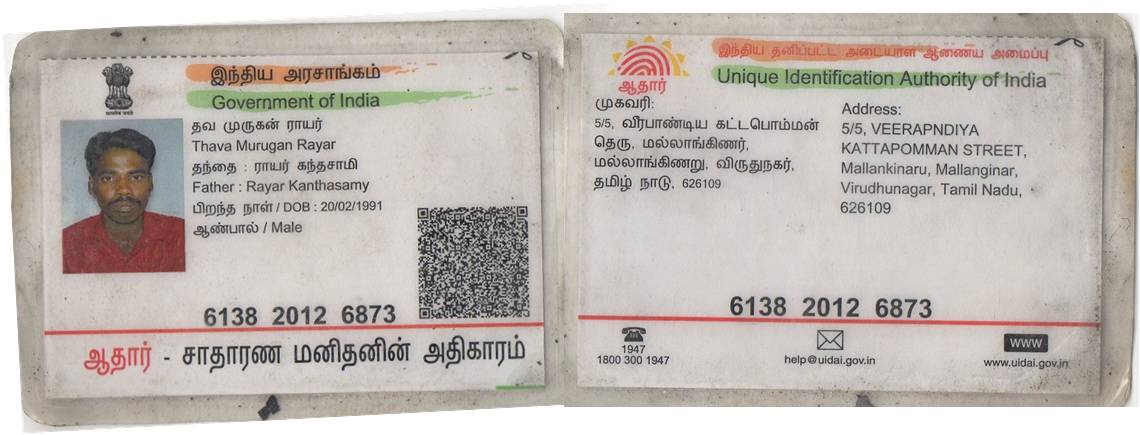 இந்திய அரசாங்கம்
Government of India
தவ முருகன் ராயர்
Thava Murugan Rayar
தந்தை : ராயர் கந்தசாமி
Father : Rayar Kanthasamy
பிறந்த நாள் / DOB : 20/02/1991
ஆண்பால் / Male
6138 2012 6873
ஆதார் - சாதாரண மனிதனின் அதிகாரம்
இந்திய தனிப்பட்ட அடையாள ஆணைய அமைப்பு
Unique Identification Authority of India
ஆதார்
முகவரி:
5/5, வீரபாண்டிய கட்டபொம்மன்
தெரு, மல்லாங்கிணர்,
மல்லாங்கிணறு, விருதுநகர்,
தமிழ் நாடு, 626109
Address:
5/5, VEERAPNDIYA
KATTAPOMMAN STREET,
Mallankinaru, Mallanginar,
Virudhunagar, Tamil Nadu,
626109
6138 2012 6873
1947
1800 300 1947
help@uidai.gov.in
www
www.uidai.gov.in